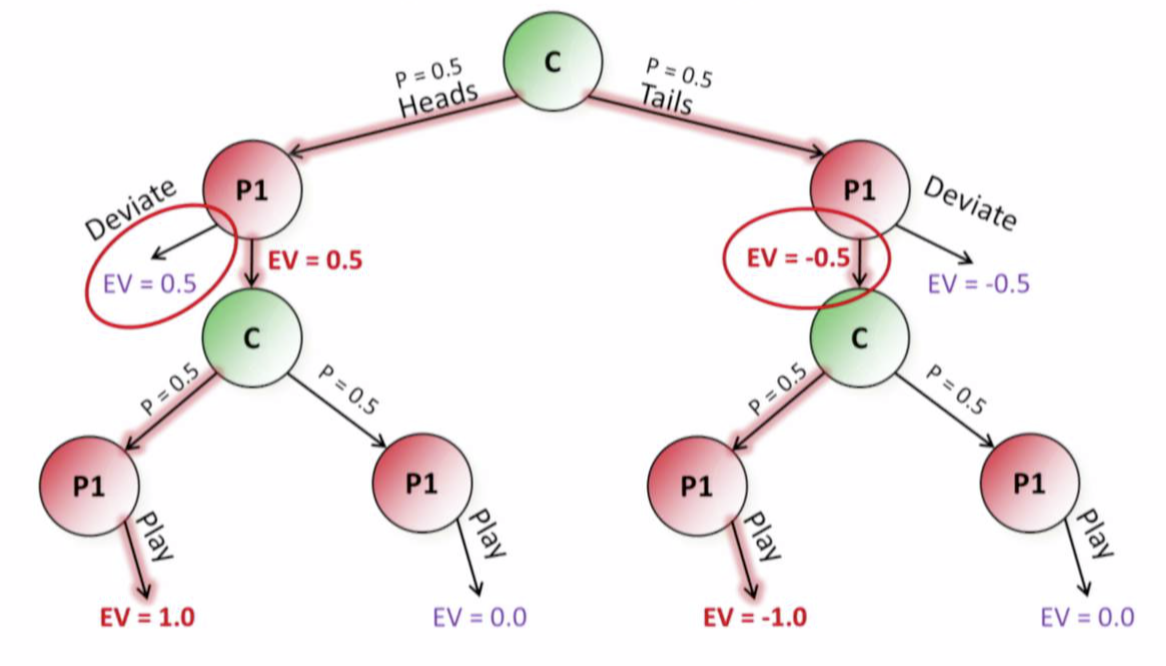 C
P = 0.5
Heads
P = 0.5
Tails
P1
P1
Deviate
Deviate
EV = 0.5
EV = 0.5
EV = -0.5
EV = -0.5
C
C
P = 0.5
P = 0.5
P = 0.5
P = 0.5
P1
P1
P1
P1
Play
Play
Play
Play
EV = 1.0
EV = 0.0
EV = -1.0
EV = 0.0